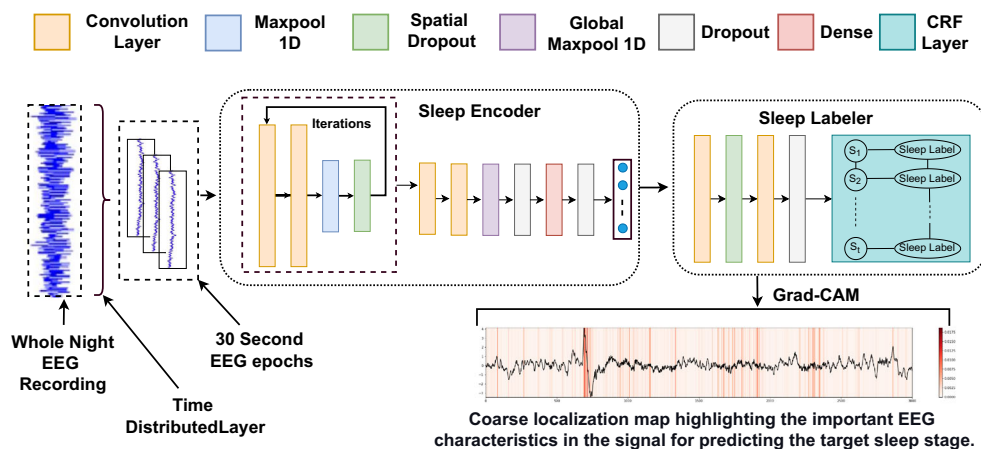 Convolution
Layer
Maxpool
1D
Spatial
Dropout
Global
Maxpool 1D
Dropout
Dense
CRF
Layer
Sleep Encoder
Iterations
Sleep Labeler
S1
Sleep Label
S2
Sleep Label
St
Sleep Label
Whole Night
EEG
Recording
30 Second
EEG epochs
Time
DistributedLayer
Grad-CAM
Coarse localization map highlighting the important EEG
characteristics in the signal for predicting the target sleep stage.